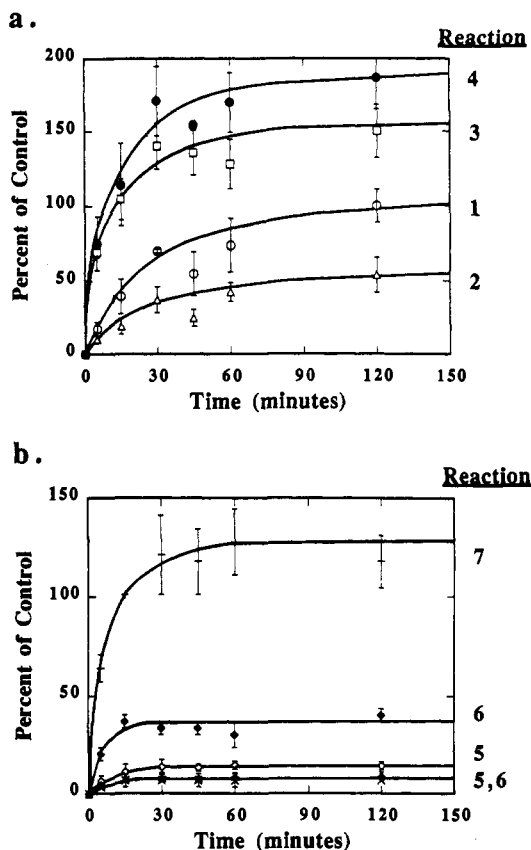 a.
Reaction
200
150
100
50
0
Percent of Control
4
3
1
2
0 30 60 90 120 150
Time (minutes)
b.
Reaction
150
100
50
0
Percent of Control
7
6
5
5,6
0 30 60 90 120 150
Time (minutes)